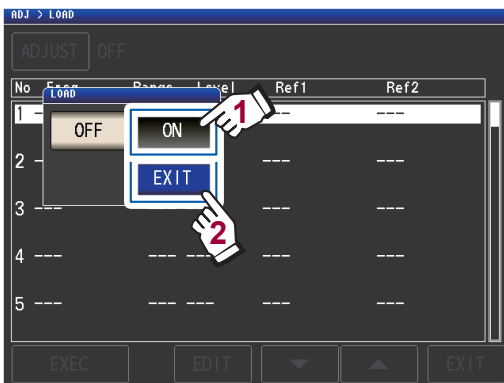 ADJ > LOAD
ADJUST OFF
No Freq Range Level Ref1 Ref2
LOAD
1 - --- ---
OFF ON 1
2 - --- ---
EXIT
3 --- --- ---
2
4 --- --- --- --- ---
5 --- --- --- --- ---
EXEC EDIT ▼ ▲ EXIT